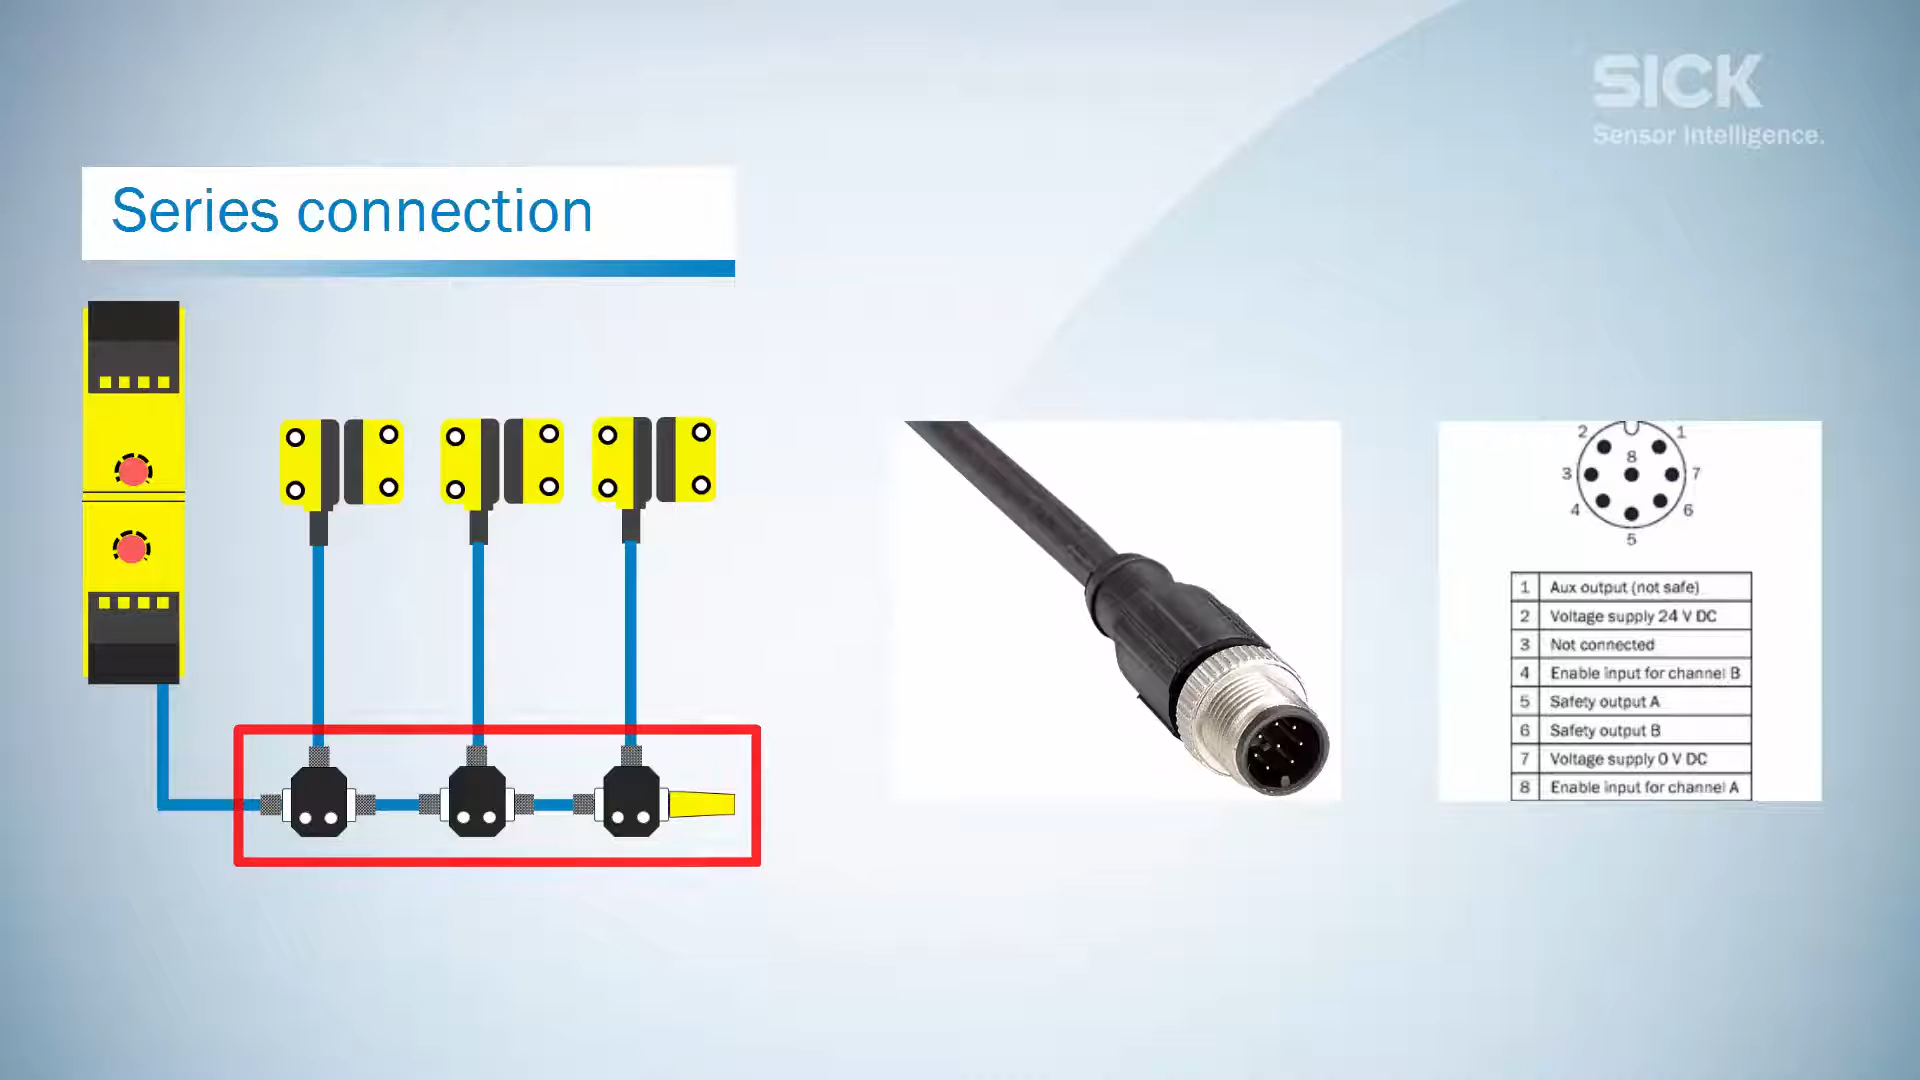 SICK
Sensor Intelligence.
Series connection
2 1
8
3 7
4 6
5
1 Aux output (not safe)
2 Voltage supply 24 V DC
3 Not connected
4 Enable input for channel B
5 Safety output A
6 Safety output B
7 Voltage supply 0 V DC
8 Enable input for channel A